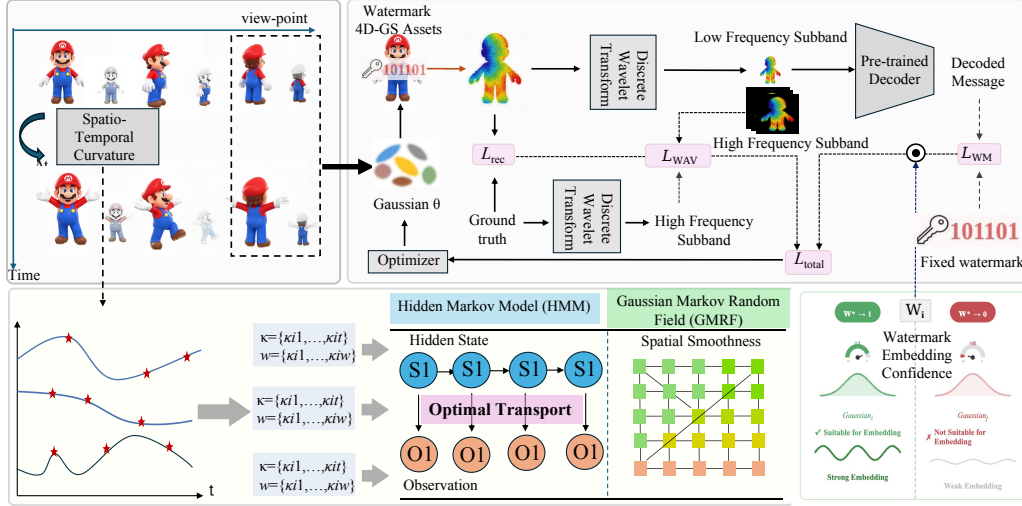 view-point
Spatio-
Temporal
Curvature
Time
Watermark
4D-GS Assets
101101
Gaussian θ
Optimizer
Discrete
Wavelet
Transform
Low Frequency Subband
Pre-trained
Decoder
Decoded
Message
L_rec
L_WAV
High Frequency Subband
L_WM
Ground
truth
Discrete
Wavelet
Transform
High Frequency
Subband
L_total
101101
Fixed watermark
t
κ={κi1,…,κit}
w={κi1,…,κiw}
κ={κi1,…,κit}
w={κi1,…,κiw}
κ={κi1,…,κit}
w={κi1,…,κiw}
Hidden Markov Model (HMM)
Hidden State
S1 S1 S1 S1
Optimal Transport
O1 O1 O1 O1
Observation
Gaussian Markov Random
Field (GMRF)
Spatial Smoothness
W* → 1
W_i
W* → 0
Watermark
Embedding
Confidence
Gaussian_i
✓ Suitable for Embedding
Strong Embedding
Gaussian_j
✗ Not Suitable for
Embedding
Weak Embedding